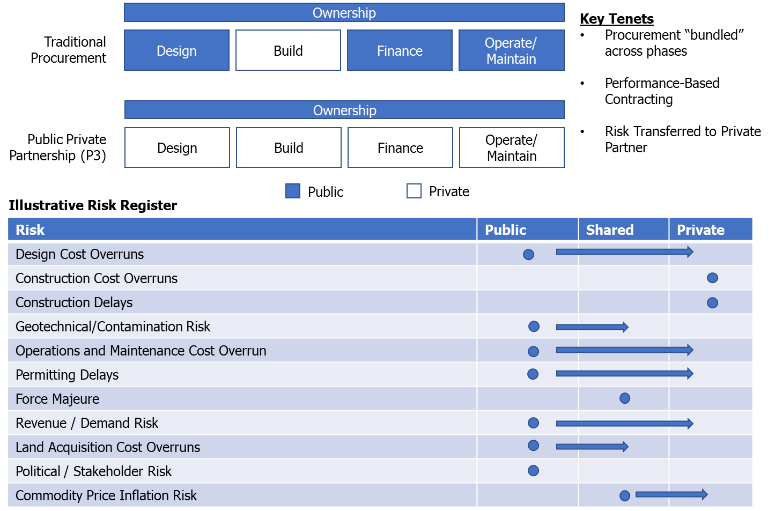 Ownership
Traditional
Procurement
Design
Build
Finance
Operate/
Maintain
Ownership
Public Private
Partnership (P3)
Design
Build
Finance
Operate/
Maintain
Public
Private
Key Tenets
• Procurement “bundled”
across phases
• Performance-Based
Contracting
• Risk Transferred to Private
Partner
Illustrative Risk Register
Risk Public Shared Private
Design Cost Overruns
Construction Cost Overruns
Construction Delays
Geotechnical/Contamination Risk
Operations and Maintenance Cost Overrun
Permitting Delays
Force Majeure
Revenue / Demand Risk
Land Acquisition Cost Overruns
Political / Stakeholder Risk
Commodity Price Inflation Risk